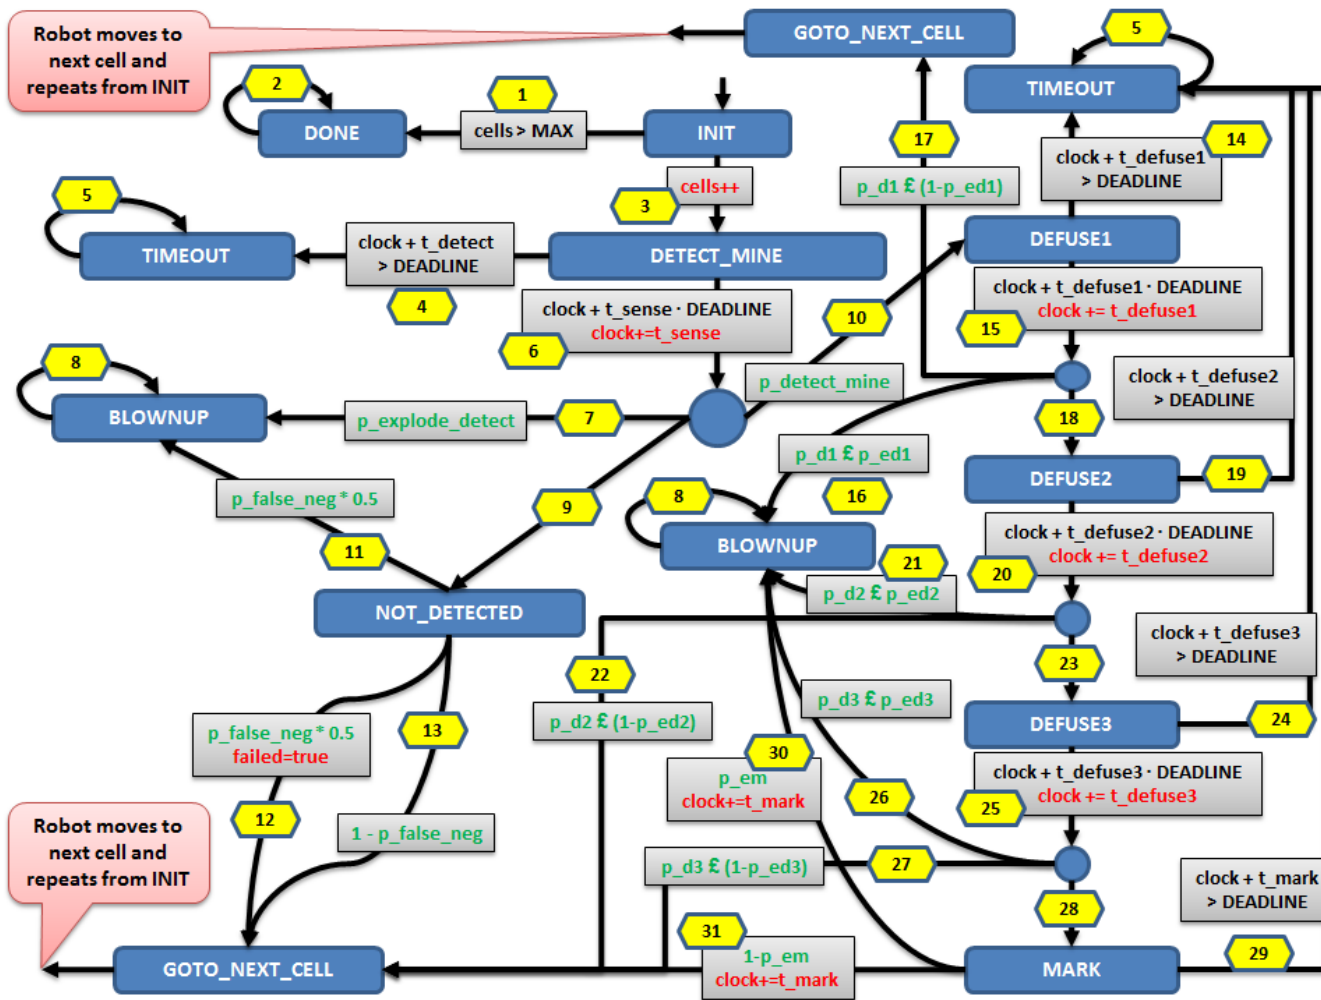 Robot moves to
next cell and
repeats from INIT
GOTO_NEXT_CELL
5
TIMEOUT
2
1
DONE
cells > MAX
INIT
17
14
clock + t_defuse1
> DEADLINE
p_d1 £ (1-p_ed1)
cells++
3
5
TIMEOUT
clock + t_detect
> DEADLINE
4
DETECT_MINE
DEFUSE1
clock + t_sense · DEADLINE
clock+=t_sense
6
10
clock + t_defuse1 · DEADLINE
clock += t_defuse1
15
8
BLOWNUP
p_explode_detect
7
p_detect_mine
clock + t_defuse2
> DEADLINE
18
p_d1 £ p_ed1
16
DEFUSE2
19
p_false_neg * 0.5
11
9
8
BLOWNUP
clock + t_defuse2 · DEADLINE
clock += t_defuse2
20
21
p_d2 £ p_ed2
NOT_DETECTED
clock + t_defuse3
> DEADLINE
22
p_d2 £ (1-p_ed2)
23
p_d3 £ p_ed3
DEFUSE3
24
p_false_neg * 0.5
failed=true
13
12
30
p_em
clock+=t_mark
26
clock + t_defuse3 · DEADLINE
clock += t_defuse3
25
1 - p_false_neg
Robot moves to
next cell and
repeats from INIT
p_d3 £ (1-p_ed3)
27
clock + t_mark
> DEADLINE
28
31
1-p_em
clock+=t_mark
GOTO_NEXT_CELL
MARK
29